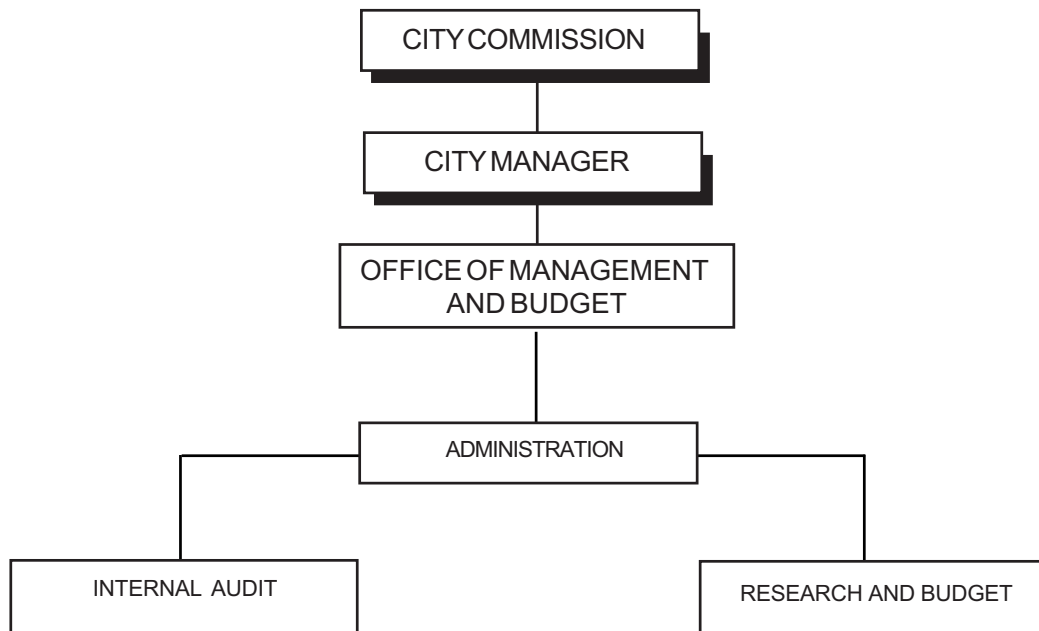 CITY COMMISSION
CITY MANAGER
OFFICE OF MANAGEMENT
AND BUDGET
ADMINISTRATION
INTERNAL AUDIT
RESEARCH AND BUDGET